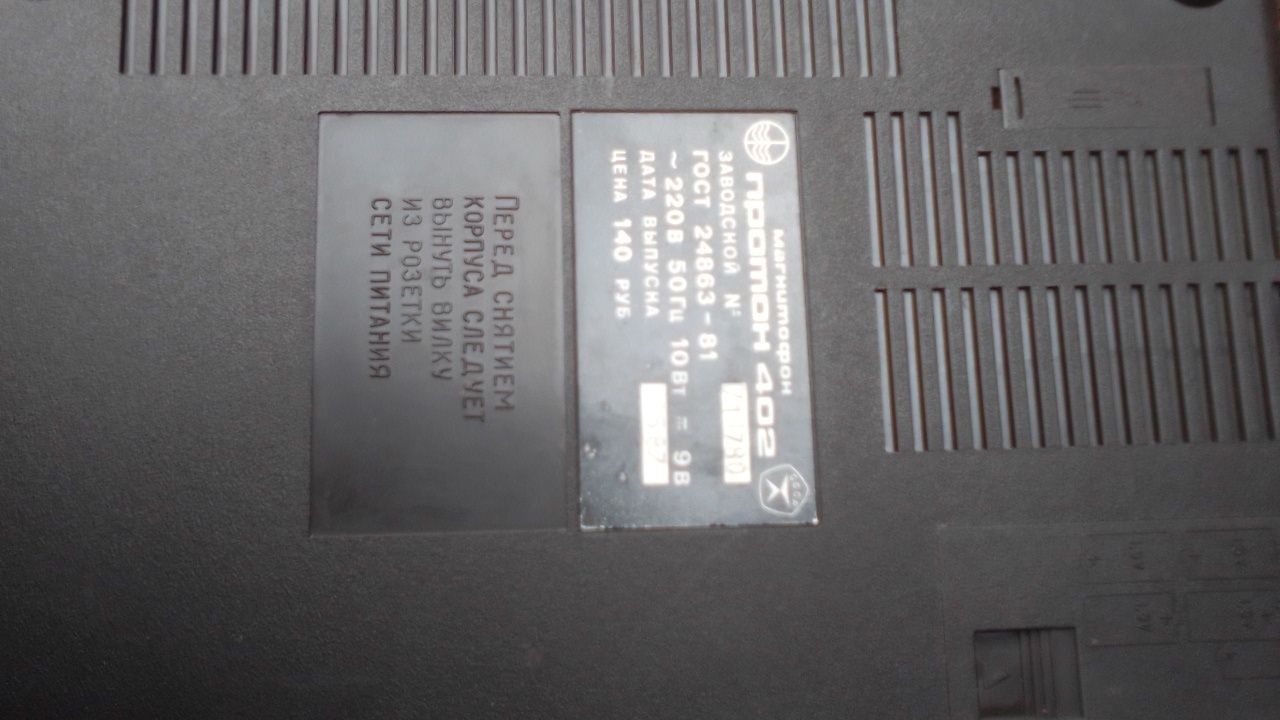 магнитофон
ПРОТОН 402
ЗАВОДСКОЙ №
ГОСТ 24863-81
~ 220В 50Гц 10Вт = 9В
ДАТА ВЫПУСКА
ЦЕНА 140 РУБ
ПЕРЕД СНЯТИЕМ
КОРПУСА СЛЕДУЕТ
ВЫНУТЬ ВИЛКУ
ИЗ РОЗЕТКИ
СЕТИ ПИТАНИЯ